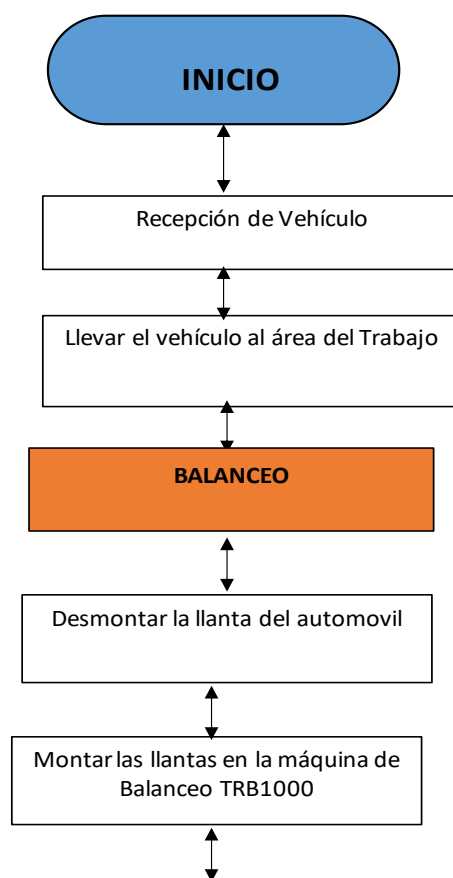 INICIO
Recepción de Vehículo
Llevar el vehículo al área del Trabajo
BALANCEO
Desmontar la llanta del automovil
Montar las llantas en la máquina de
Balanceo TRB1000